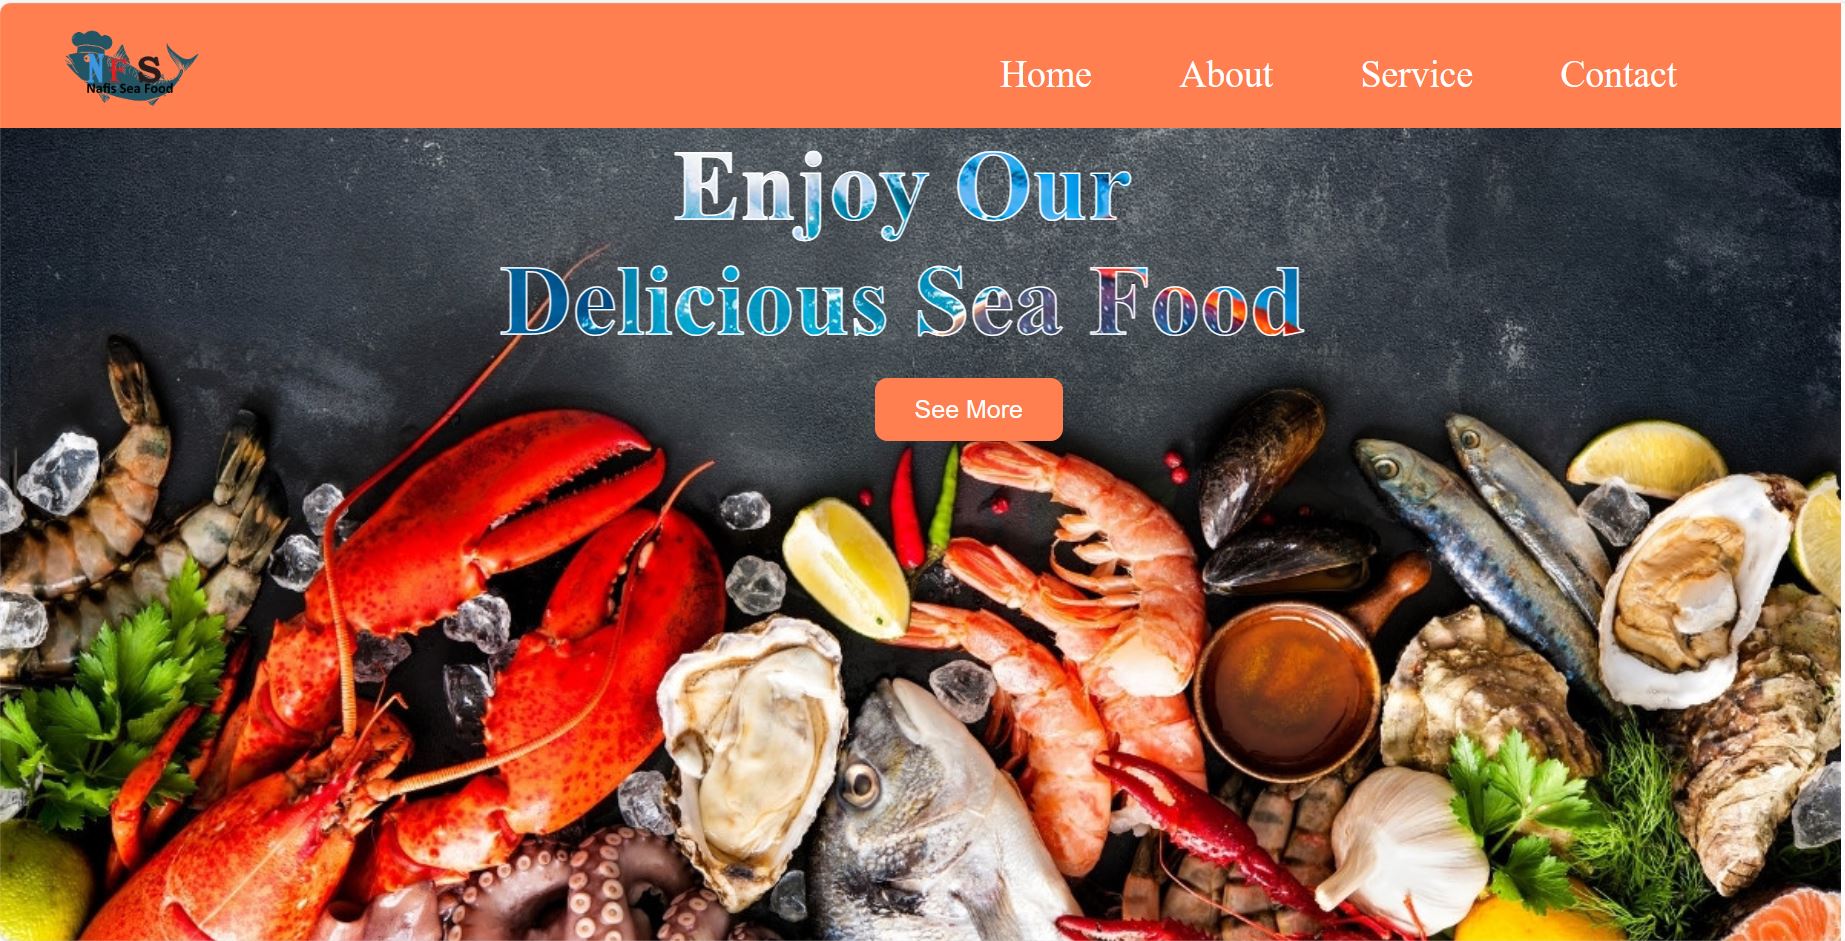 NFS
Nafis Sea Food
Home About Service Contact
Enjoy Our
Delicious Sea Food
See More